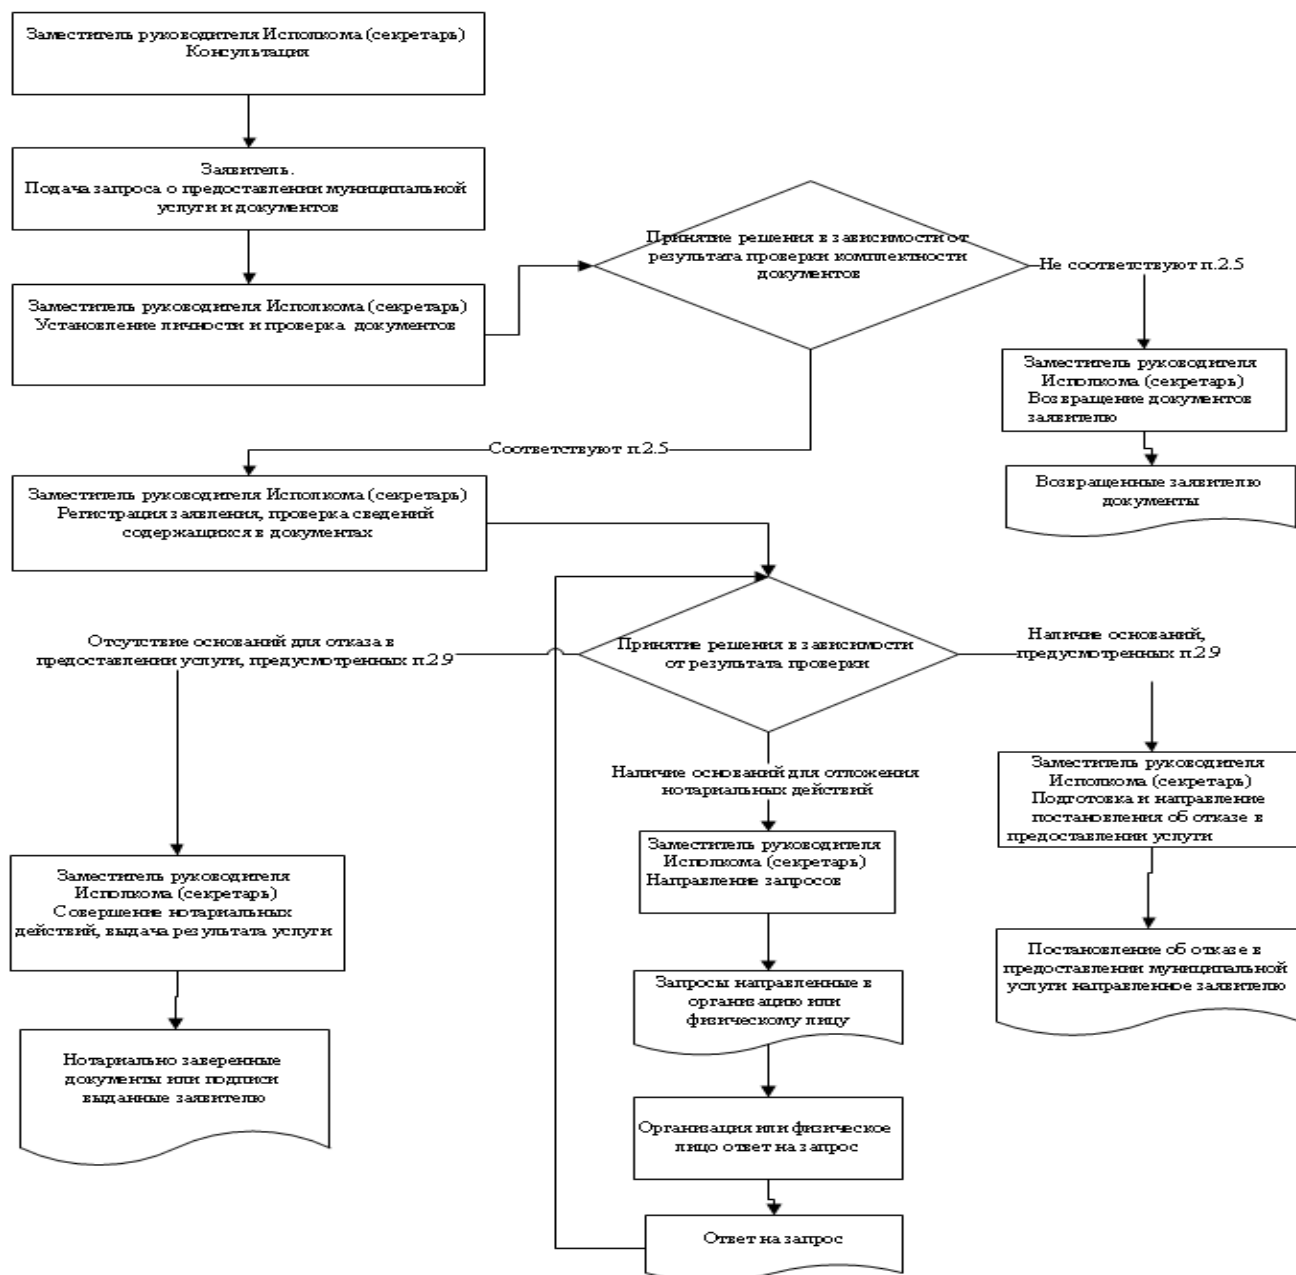 Заместитель руководителя Исполкома (секретарь)
Консультация
Заявитель.
Подача запроса о предоставлении муниципальной
услуги и документов
Заместитель руководителя Исполкома (секретарь)
Установление личности и проверка документов
Принятие решения в зависимости от
результата проверки комплектности
документов
Не соответствуют п.2.5
Заместитель руководителя
Исполкома (секретарь)
Возвращение документов
заявителю
Возвращенные заявителю
документы
Соответствуют п.2.5
Заместитель руководителя Исполкома (секретарь)
Регистрация заявления, проверка сведений
содержащихся в документах
Принятие решения в зависимости
от результата проверки
Отсутствие оснований для отказа в
предоставлении услуги, предусмотренных п.2.9
Наличие оснований,
предусмотренных п.2.9
Наличие оснований для отложения
нотариальных действий
Заместитель руководителя
Исполкома (секретарь)
Подготовка и направление
постановления об отказе в
предоставлении услуги
Заместитель руководителя
Исполкома (секретарь)
Направление запросов
Заместитель руководителя
Исполкома (секретарь)
Совершение нотариальных
действий, выдача результата услуги
Постановление об отказе в
предоставлении муниципальной
услуги направленное заявителю
Запросы направленные в
организацию или
физическому лицу
Нотариально заверенные
документы или подписи
выданные заявителю
Организация или физическое
лицо ответ на запрос
Ответ на запрос